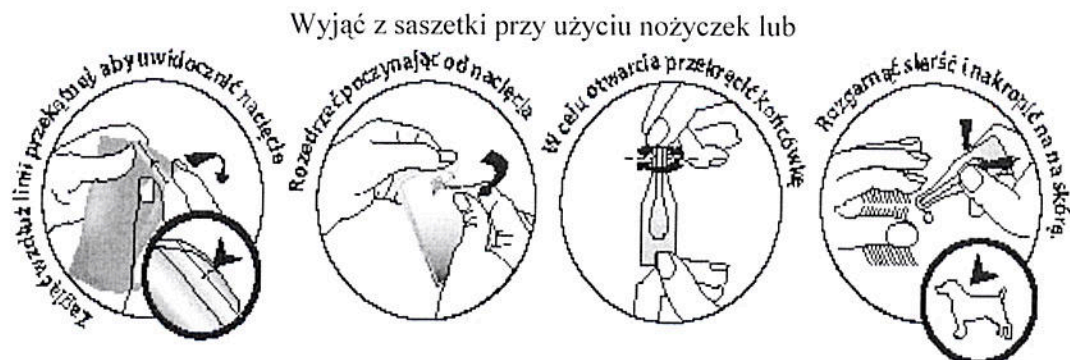 Wyjąć z saszetki przy użyciu nożyczek lub
Zagiąć wzdłuż linii przekątnej aby uwidocznić nacięcie
Rozedrzeć poczynając od nacięcia
W celu otwarcia przekręcić końcówkę
Rozgarnąć sierść i nakropić na na skórę.